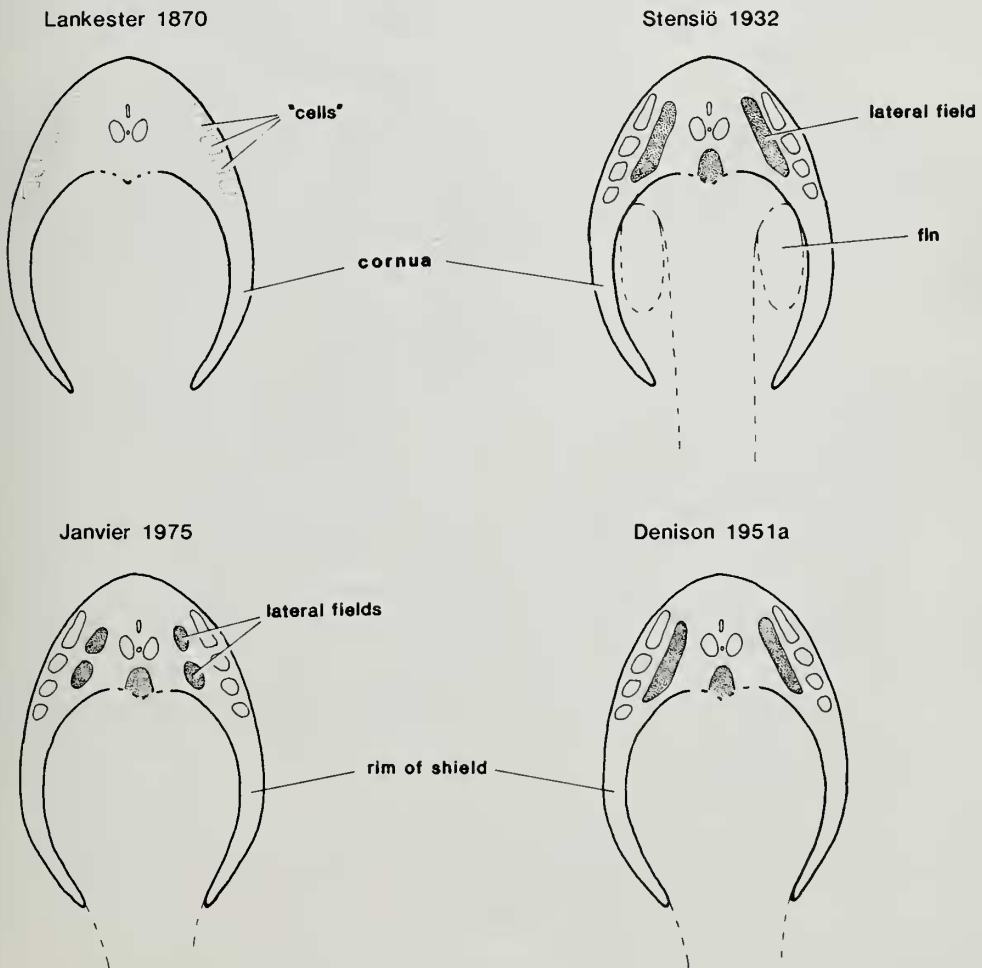 Lankester 1870
Stensiö 1932
"cells"
lateral field
fin
cornua
Janvier 1975
Denison 1951a
lateral fields
rim of shield